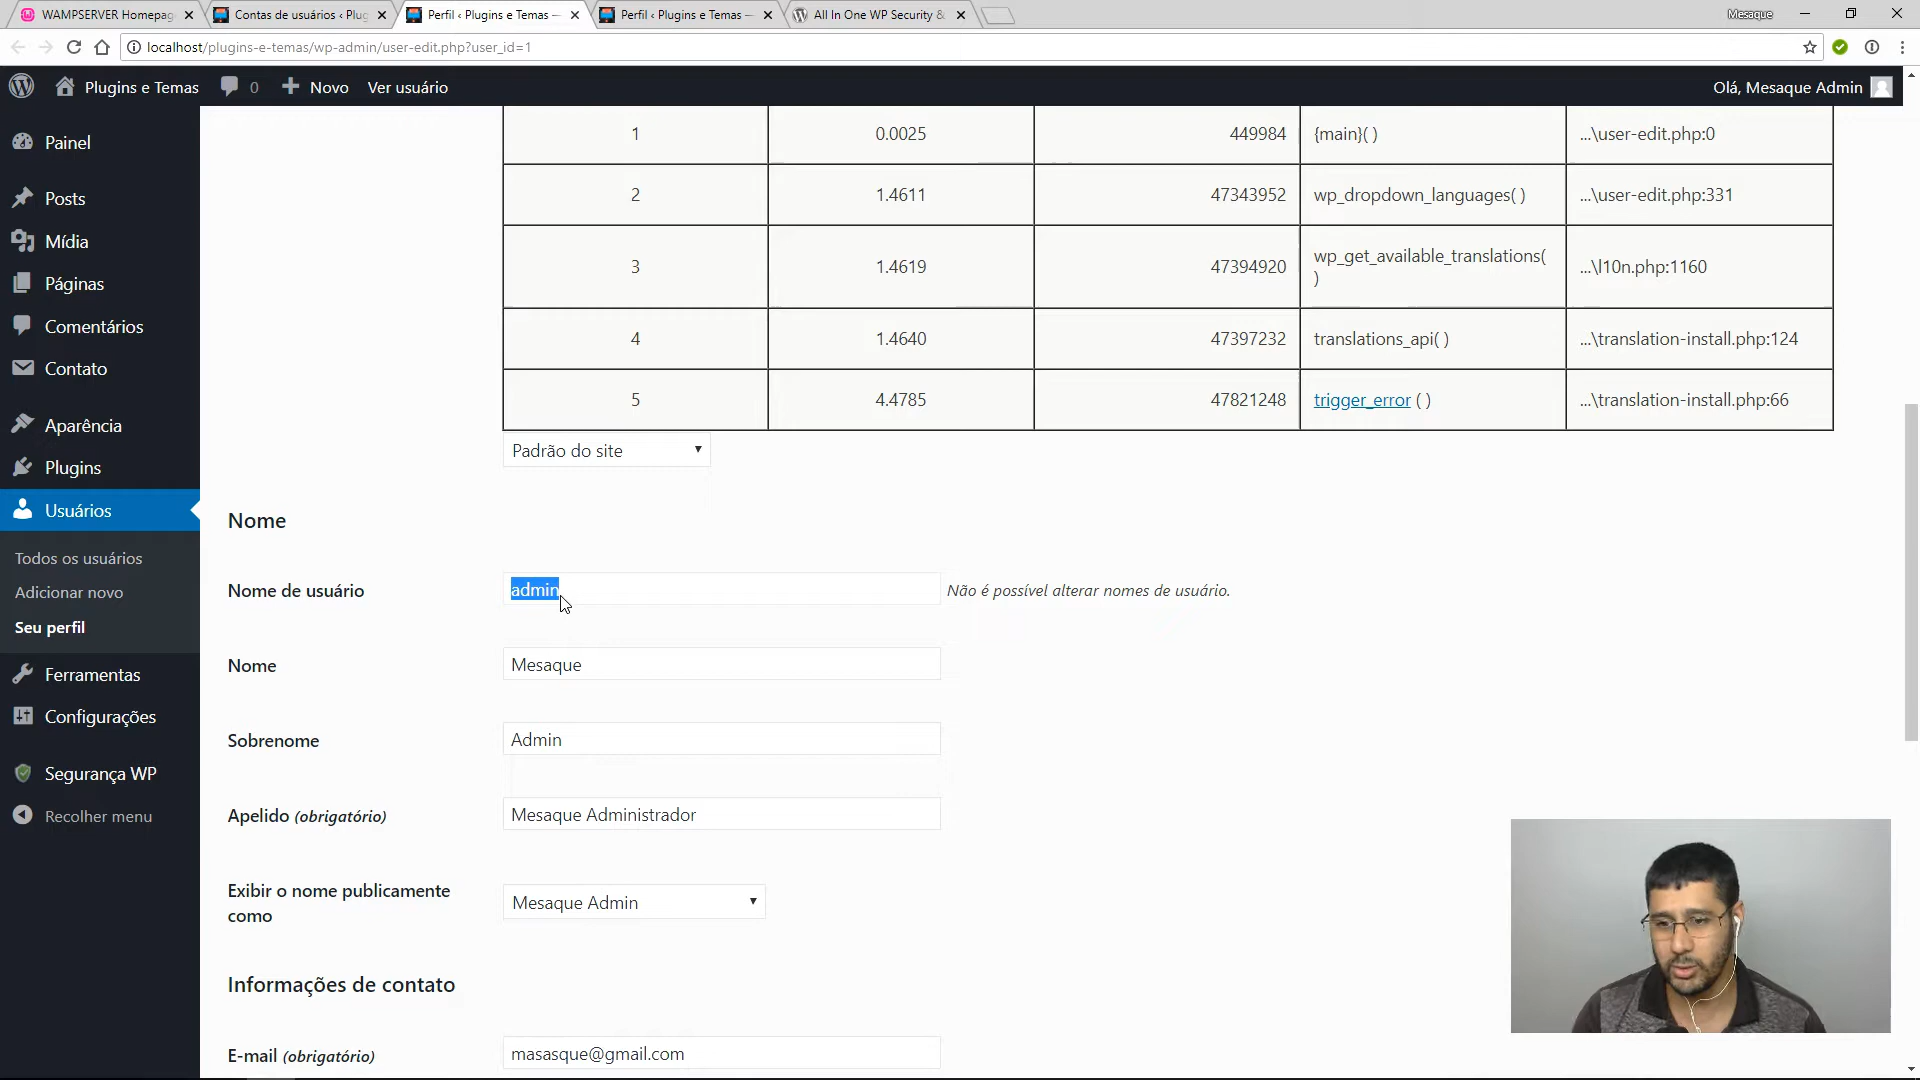 WAMPSERVER Homepag
Contas de usuários ‹ Plug
Perfil ‹ Plugins e Temas —
Perfil ‹ Plugins e Temas —
All In One WP Security &
Mesaque
localhost/plugins-e-temas/wp-admin/user-edit.php?user_id=1
Plugins e Temas
0
Novo
Ver usuário
Olá, Mesaque Admin
Painel
Posts
Mídia
Páginas
Comentários
Contato
Aparência
Plugins
Usuários
Todos os usuários
Adicionar novo
Seu perfil
Ferramentas
Configurações
Segurança WP
Recolher menu
1 0.0025 449984 {main}( ) ...\user-edit.php:0
2 1.4611 47343952 wp_dropdown_languages( ) ...\user-edit.php:331
3 1.4619 47394920 wp_get_available_translations(
) ...\l10n.php:1160
4 1.4640 47397232 translations_api( ) ...\translation-install.php:124
5 4.4785 47821248 trigger_error ( ) ...\translation-install.php:66
Padrão do site
Nome
Nome de usuário admin Não é possível alterar nomes de usuário.
Nome Mesaque
Sobrenome Admin
Apelido (obrigatório) Mesaque Administrador
Exibir o nome publicamente
como Mesaque Admin
Informações de contato
E-mail (obrigatório) masasque@gmail.com